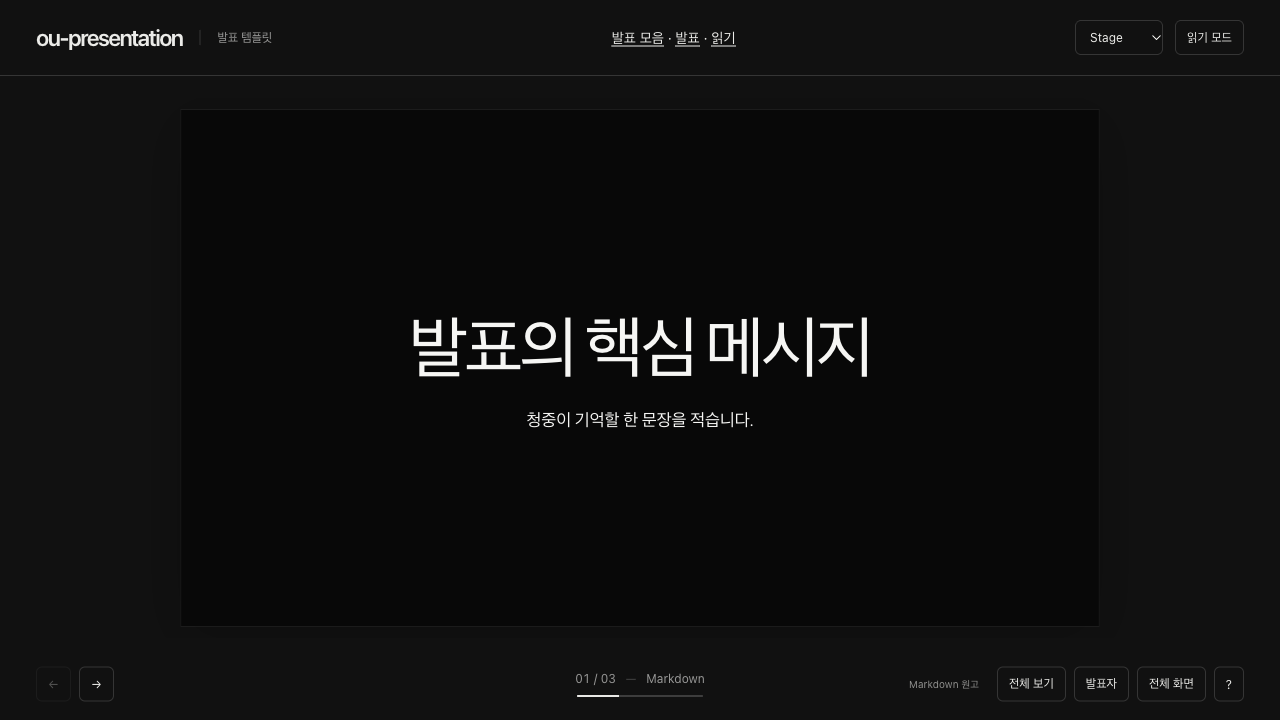 ou-presentation | 발표 템플릿
발표 모음 · 발표 · 읽기
Stage
읽기 모드
발표의 핵심 메시지
청중이 기억할 한 문장을 적습니다.
← →
01 / 03 — Markdown
Markdown 원고
전체 보기
발표자
전체 화면
?